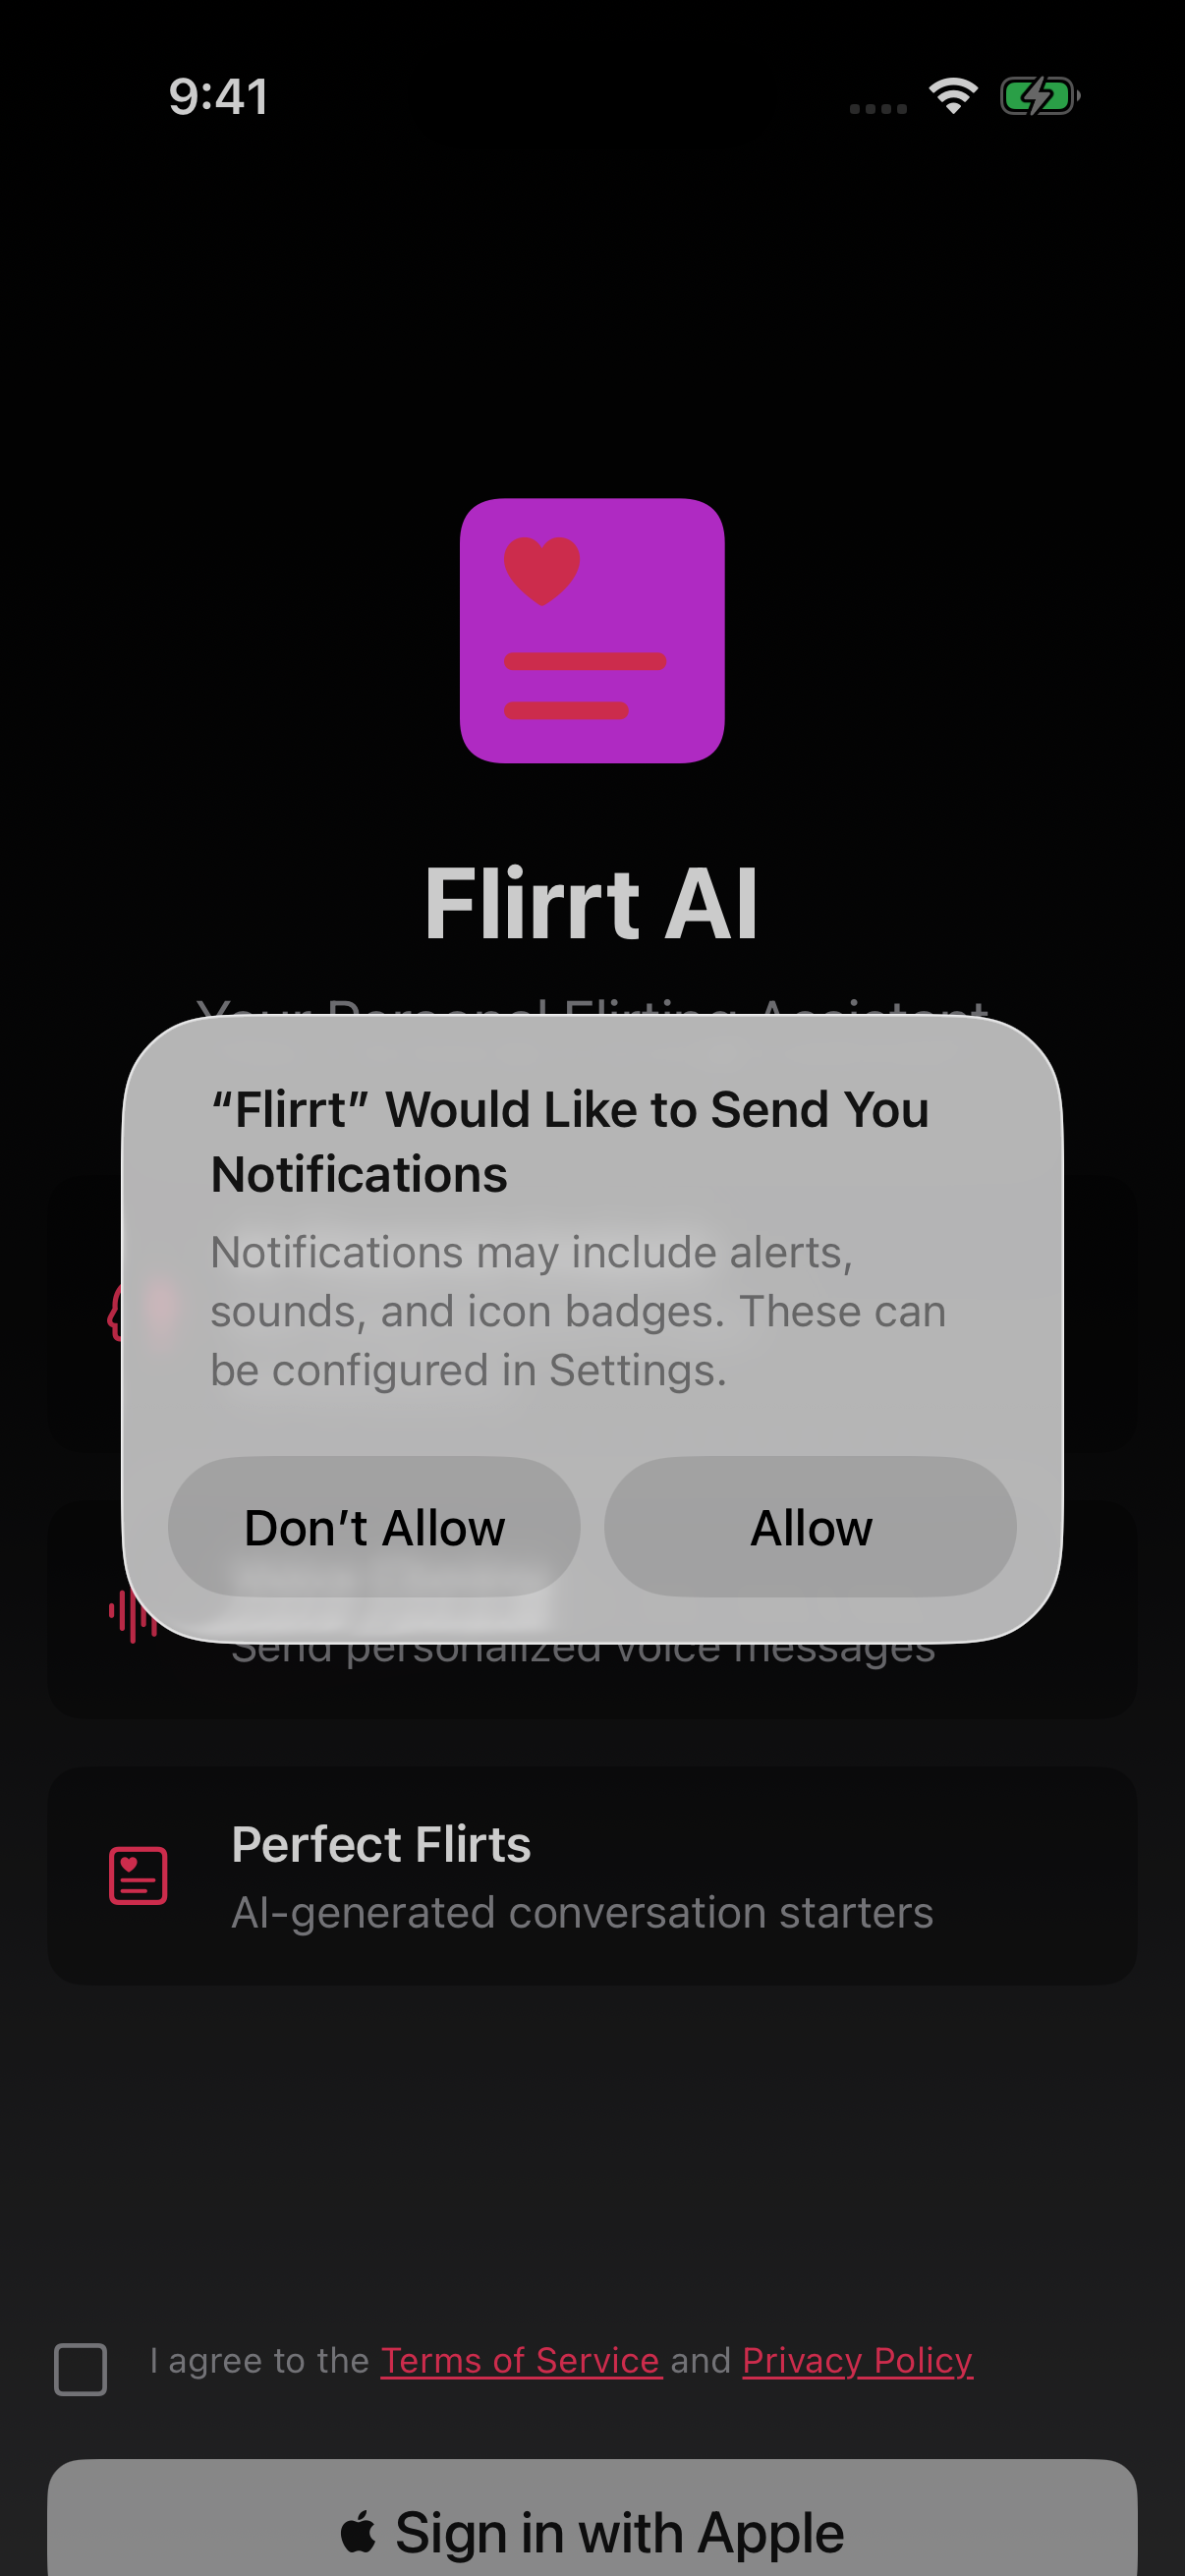 9:41
Flirrt AI
Your Personal Flirting Assistant
“Flirrt” Would Like to Send You
Notifications
Notifications may include alerts,
sounds, and icon badges. These can
be configured in Settings.
Don’t Allow
Allow
Send personalized voice messages
Perfect Flirts
AI-generated conversation starters
I agree to the Terms of Service and Privacy Policy
Sign in with Apple